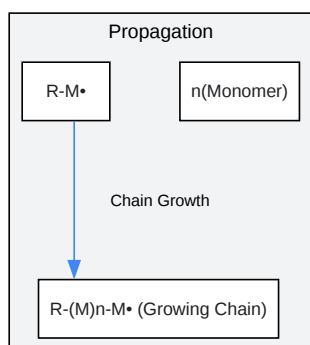 Propagation
R-M•
n(Monomer)
Chain Growth
R-(M)n-M• (Growing Chain)